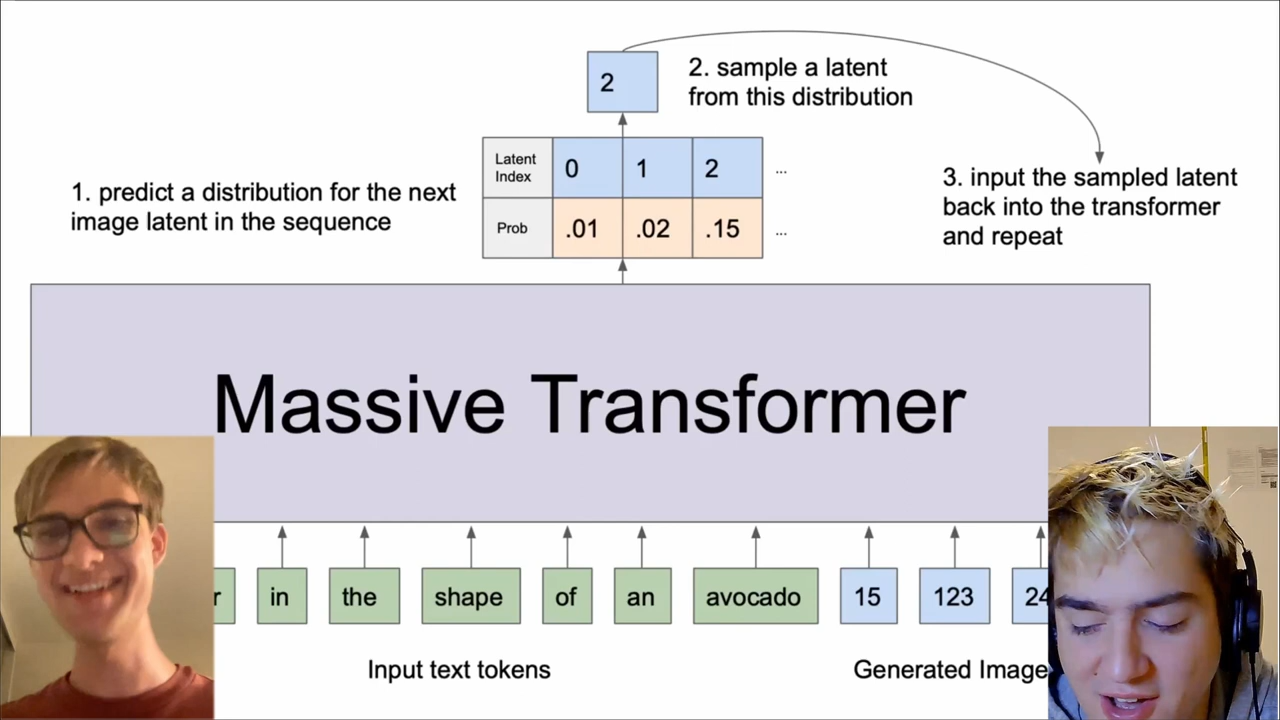 2
2. sample a latent
from this distribution
Latent
Index
0
1
2
...
1. predict a distribution for the next
image latent in the sequence
Prob
.01
.02
.15
...
3. input the sampled latent
back into the transformer
and repeat
Massive Transformer
r
in
the
shape
of
an
avocado
15
123
24
Input text tokens
Generated Image